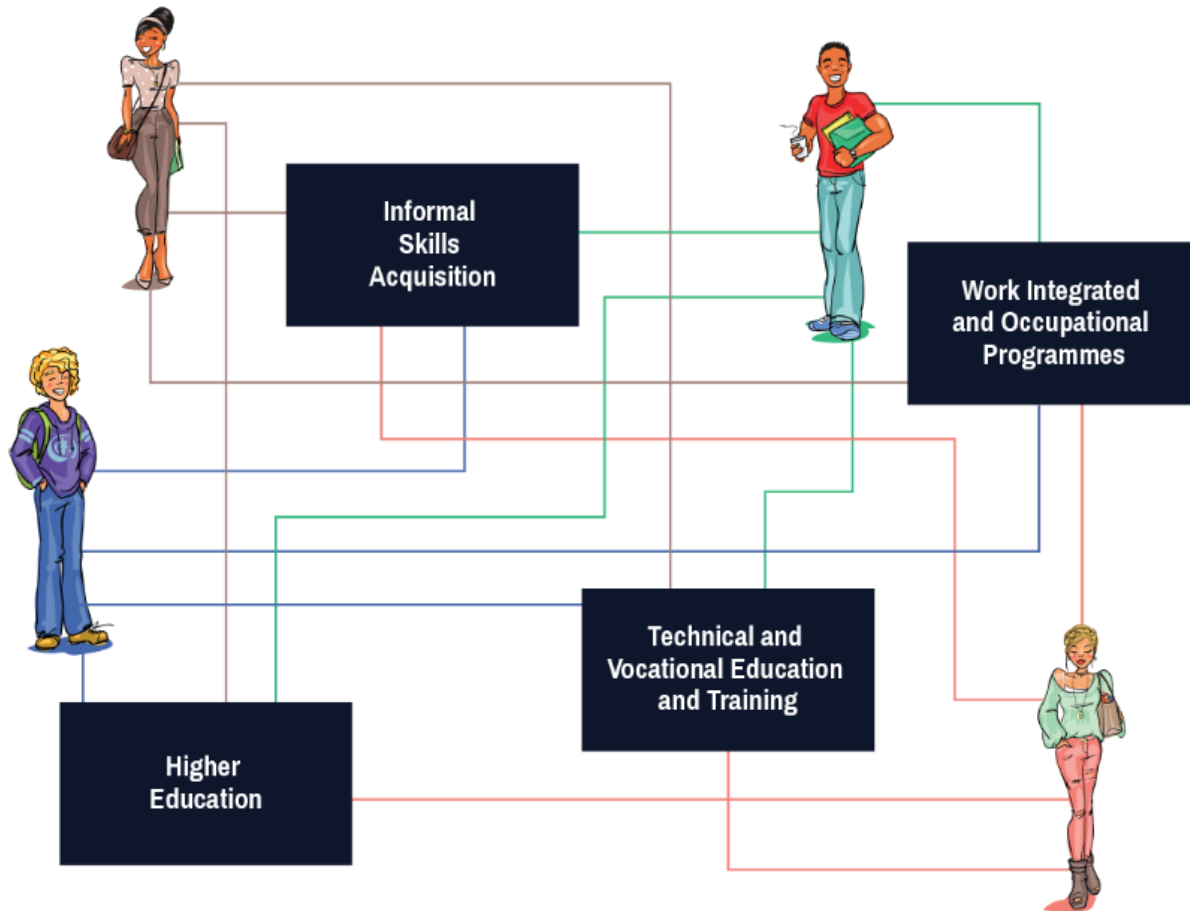 Informal
Skills
Acquisition
Work Integrated
and Occupational
Programmes
Technical and
Vocational Education
and Training
Higher
Education